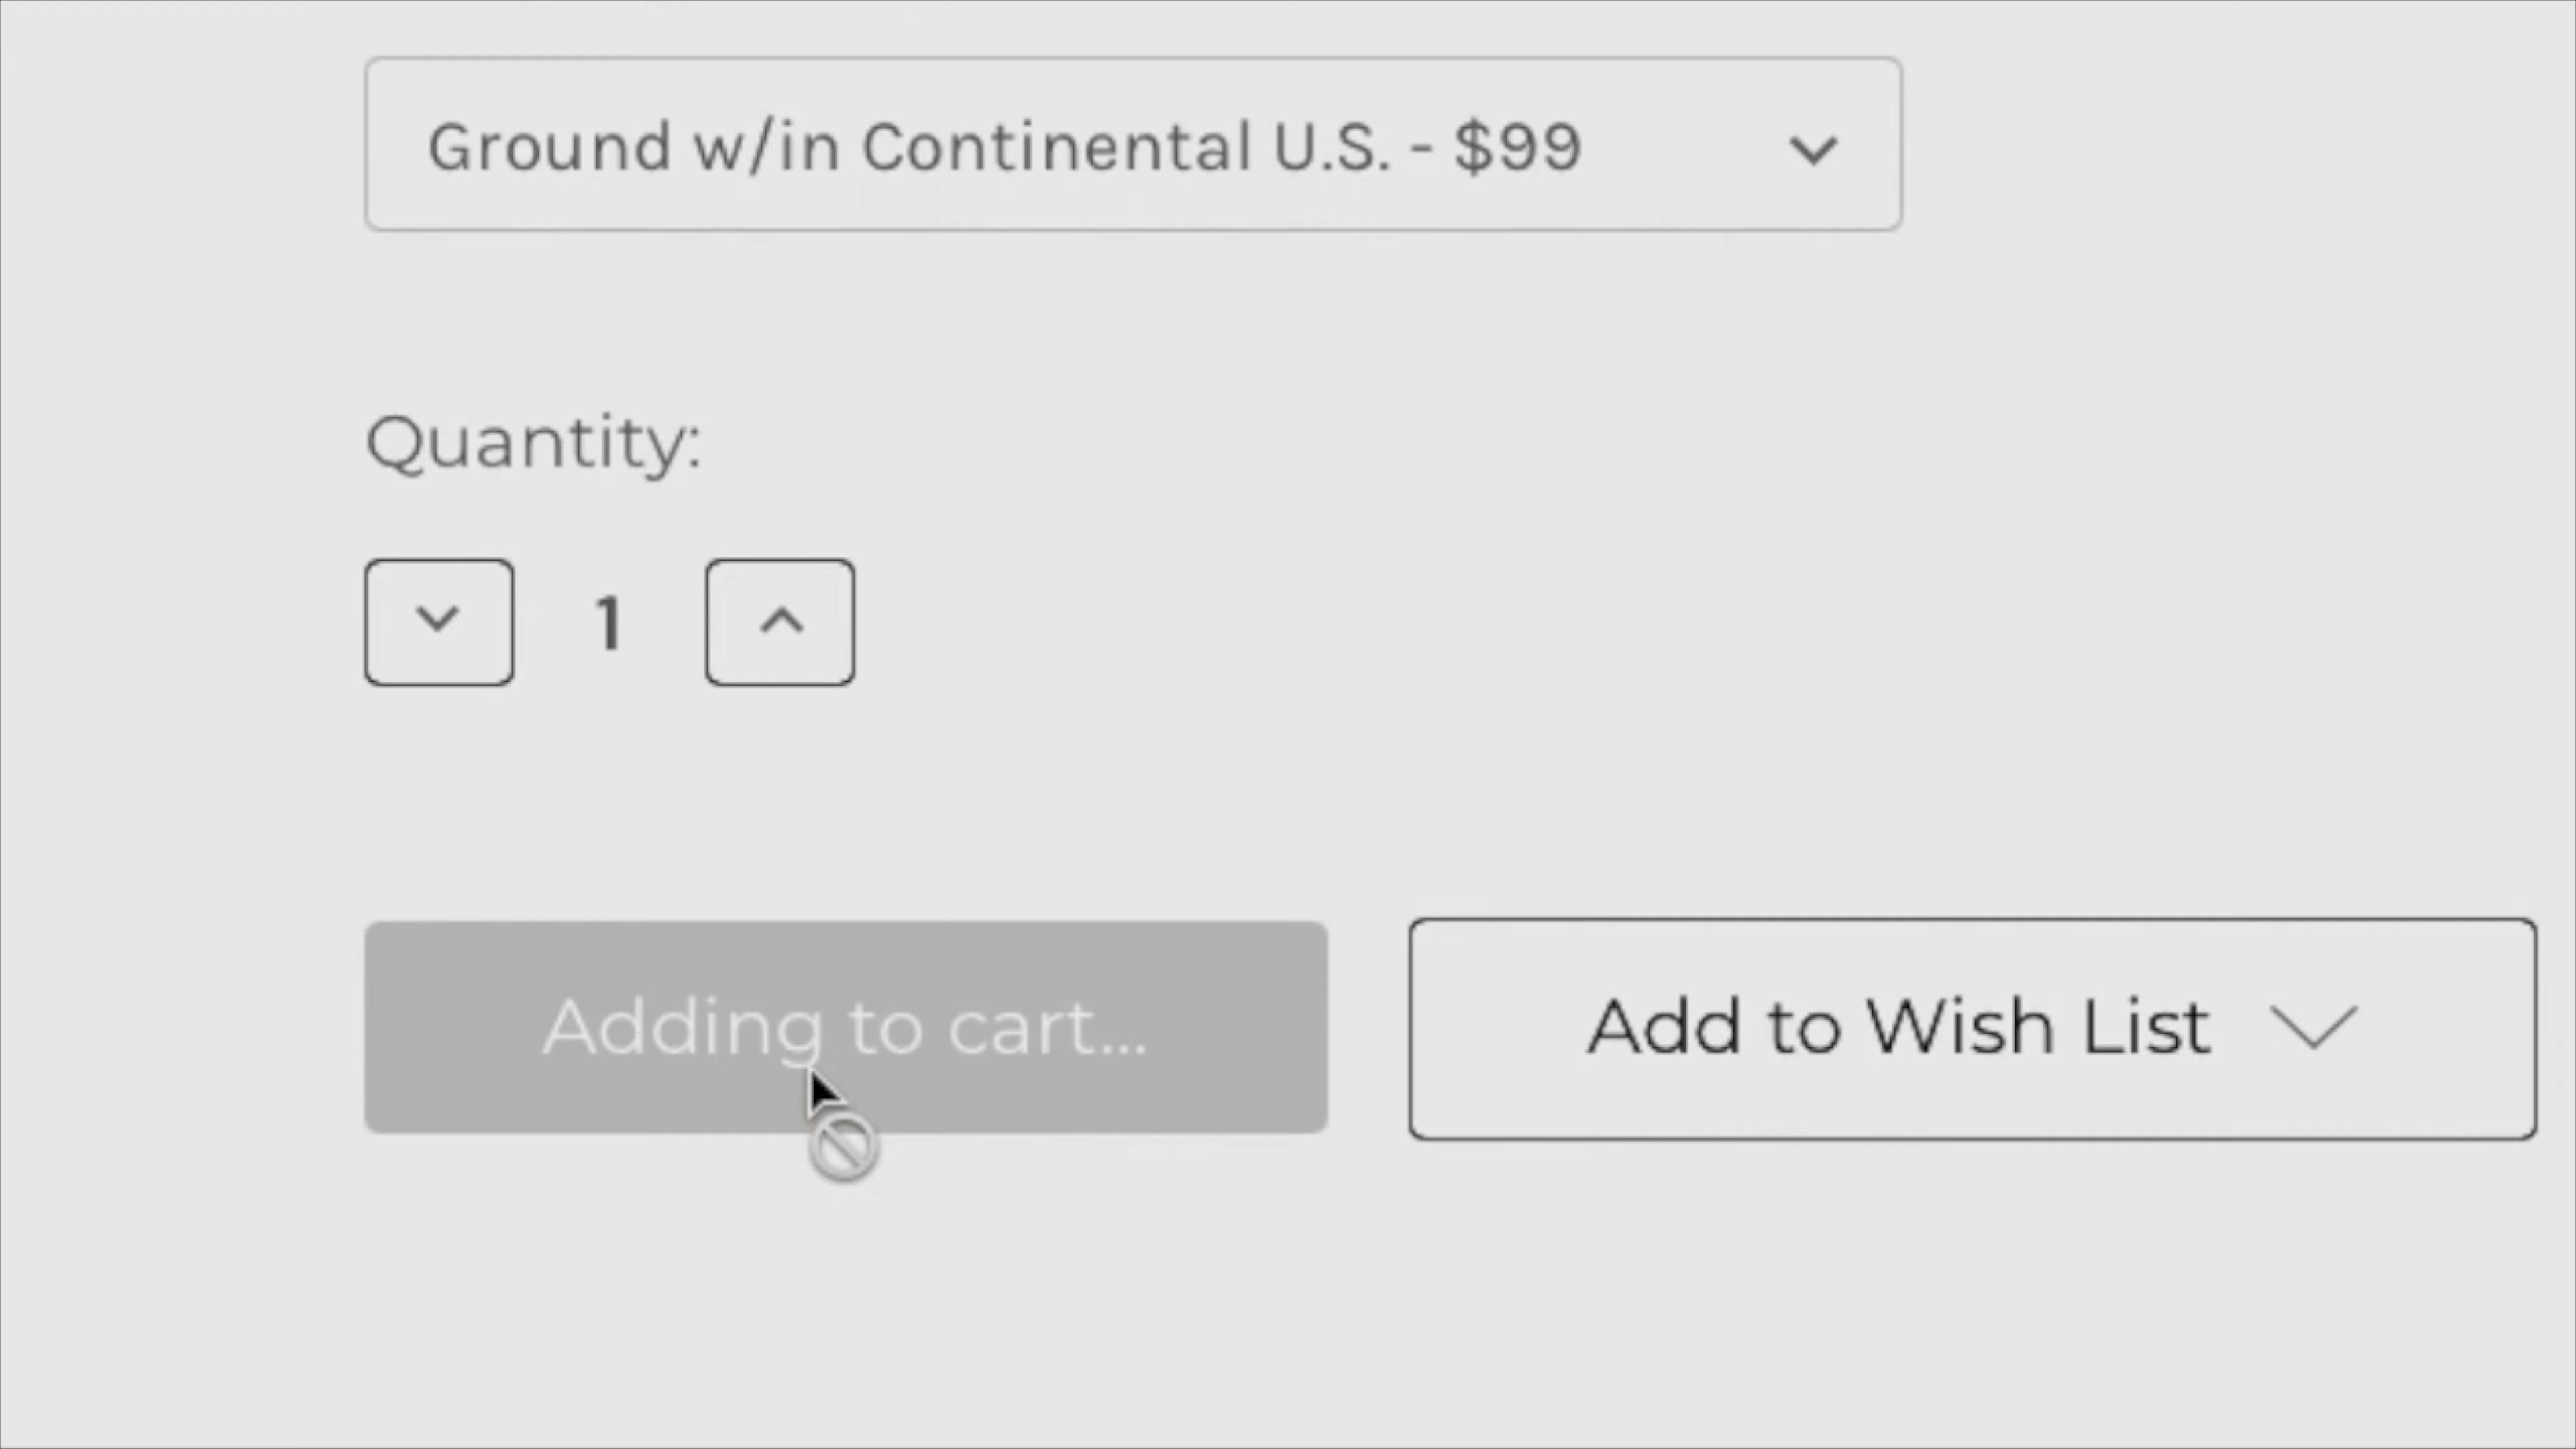 Ground w/in Continental U.S. - $99
Quantity:
1
Adding to cart...
Add to Wish List